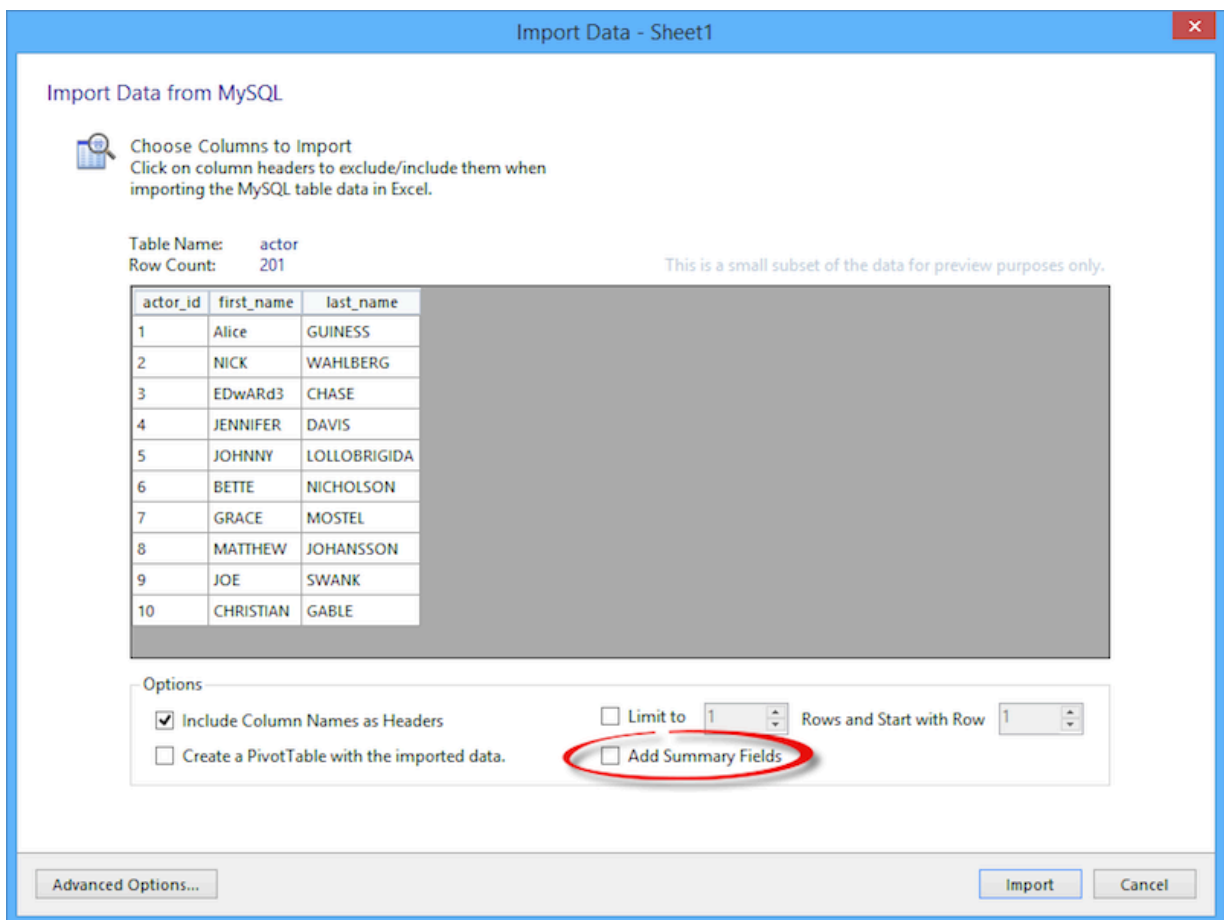 Import Data - Sheet1
Import Data from MySQL
Choose Columns to Import
Click on column headers to exclude/include them when
importing the MySQL table data in Excel.
Table Name: actor
Row Count: 201
This is a small subset of the data for preview purposes only.
actor_id first_name last_name
1 Alice GUINESS
2 NICK WAHLBERG
3 EDwARd3 CHASE
4 JENNIFER DAVIS
5 JOHNNY LOLLOBRIGIDA
6 BETTE NICHOLSON
7 GRACE MOSTEL
8 MATTHEW JOHANSSON
9 JOE SWANK
10 CHRISTIAN GABLE
Options
Include Column Names as Headers
Limit to 1 Rows and Start with Row 1
Create a PivotTable with the imported data.
Add Summary Fields
Advanced Options...
Import
Cancel